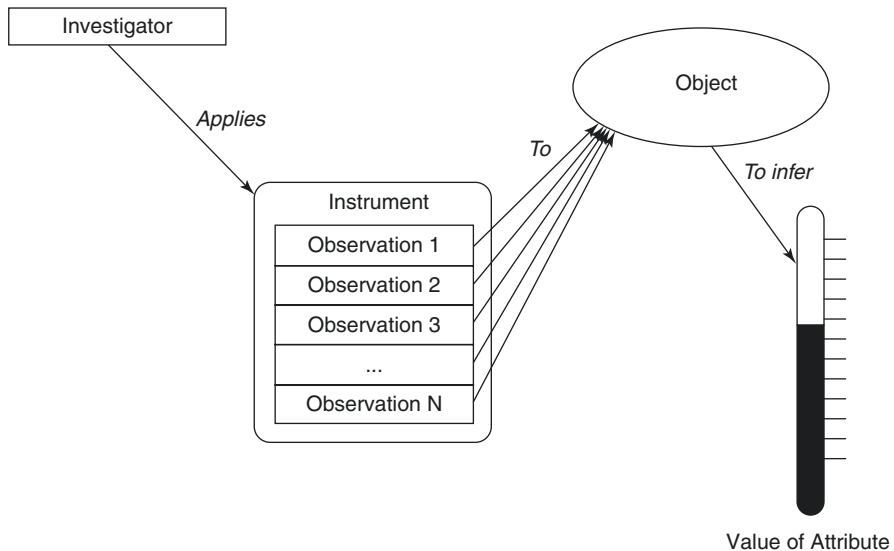 Investigator
Applies
Object
To
To infer
Instrument
Observation 1
Observation 2
Observation 3
...
Observation N
Value of Attribute